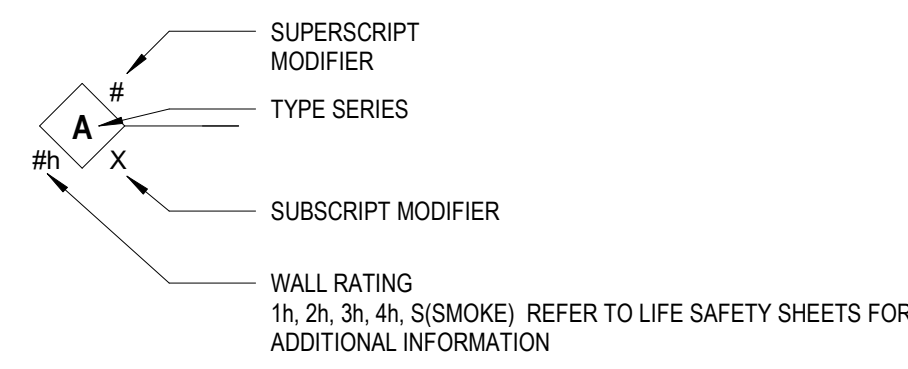 SUPERSCRIPT
MODIFIER
#
TYPE SERIES
A
#h
X
SUBSCRIPT MODIFIER
WALL RATING
1h, 2h, 3h, 4h, S(SMOKE) REFER TO LIFE SAFETY SHEETS FOR
ADDITIONAL INFORMATION